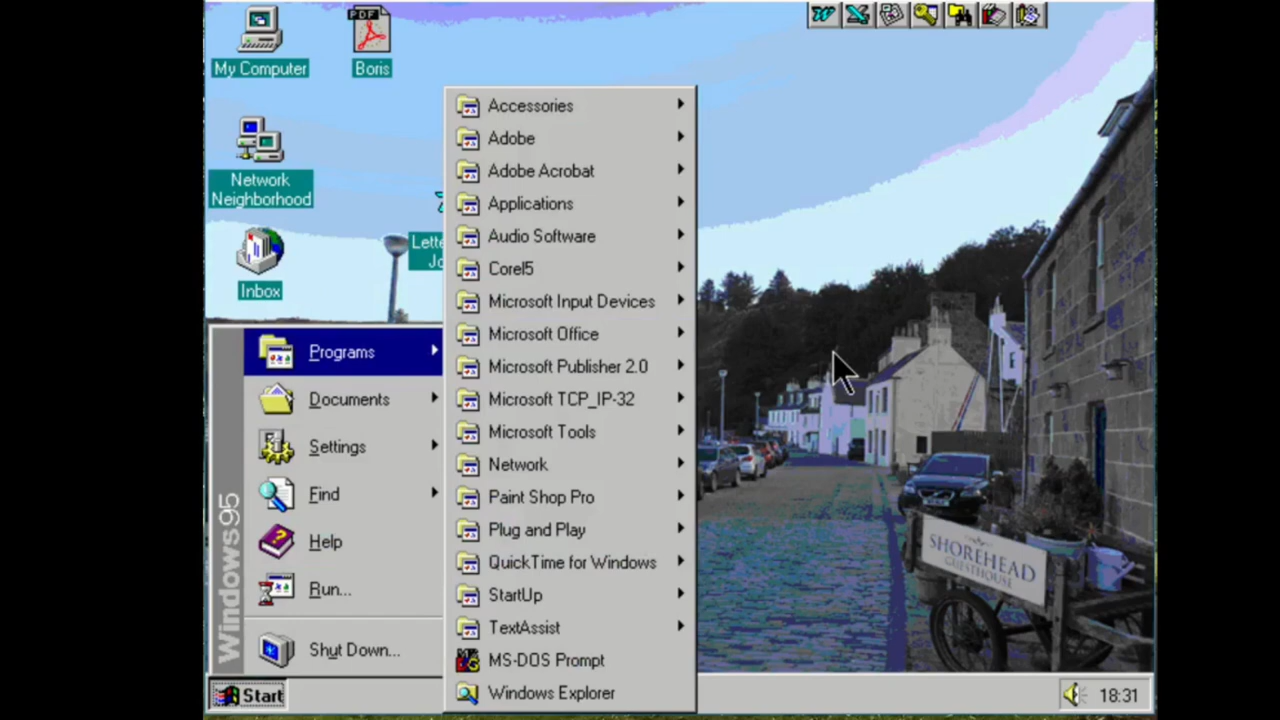 My Computer
Boris
Network
Neighborhood
Inbox
Programs
Documents
Settings
Find
Help
Run...
Shut Down...
Windows95
Accessories
Adobe
Adobe Acrobat
Applications
Audio Software
Corel5
Microsoft Input Devices
Microsoft Office
Microsoft Publisher 2.0
Microsoft TCP_IP-32
Microsoft Tools
Network
Paint Shop Pro
Plug and Play
QuickTime for Windows
StartUp
TextAssist
MS-DOS Prompt
Windows Explorer
SHOREHEAD
GUESTHOUSE
Start
18:31